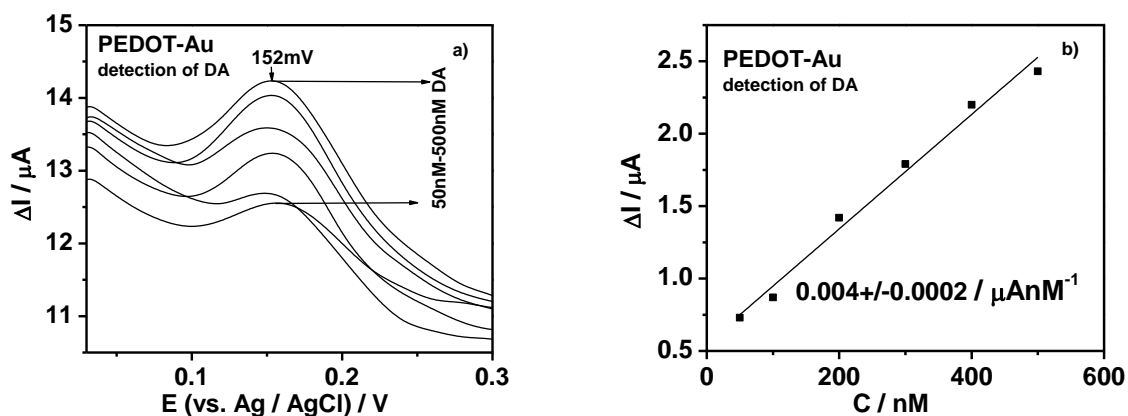 PEDOT-Au
detection of DA
152mV
a)
50nM-500nM DA
15
14
13
12
11
ΔI / μA
0.1
0.2
0.3
E (vs. Ag / AgCl) / V
PEDOT-Au
detection of DA
b)
2.5
2.0
1.5
1.0
0.5
ΔI / μA
0.004+/-0.0002 / μAnM⁻¹
0
200
400
600
C / nM